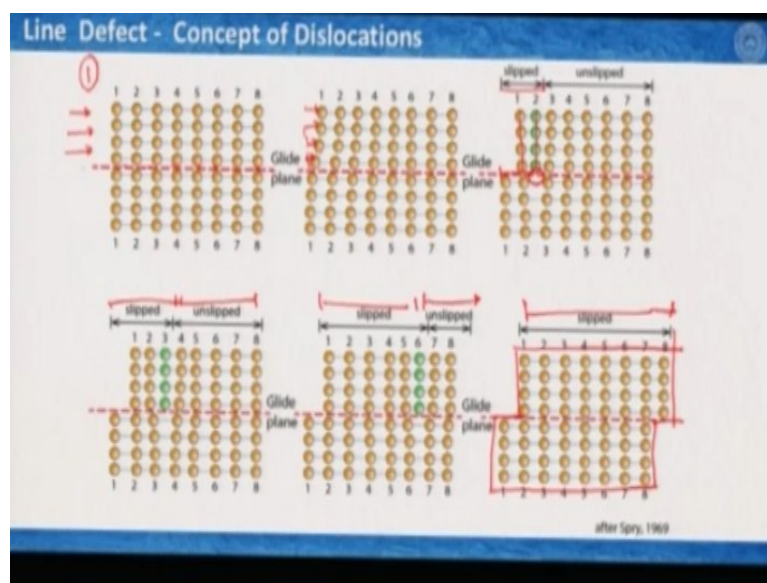 Line Defect - Concept of Dislocations
1
1 2 3 4 5 6 7 8
Glide plane
1 2 3 4 5 6 7 8
1 2 3 4 5 6 7 8
Glide plane
1 2 3 4 5 6 7 8
slipped unslipped
1 2 3 4 5 6 7 8
1 2 3 4 5 6 7 8
slipped unslipped
1 2 3 4 5 6 7 8
Glide plane
1 2 3 4 5 6 7 8
slipped unslipped
1 2 3 4 5 6 7 8
Glide plane
1 2 3 4 5 6 7 8
slipped
1 2 3 4 5 6 7 8
1 2 3 4 5 6 7 8
after Spry, 1969